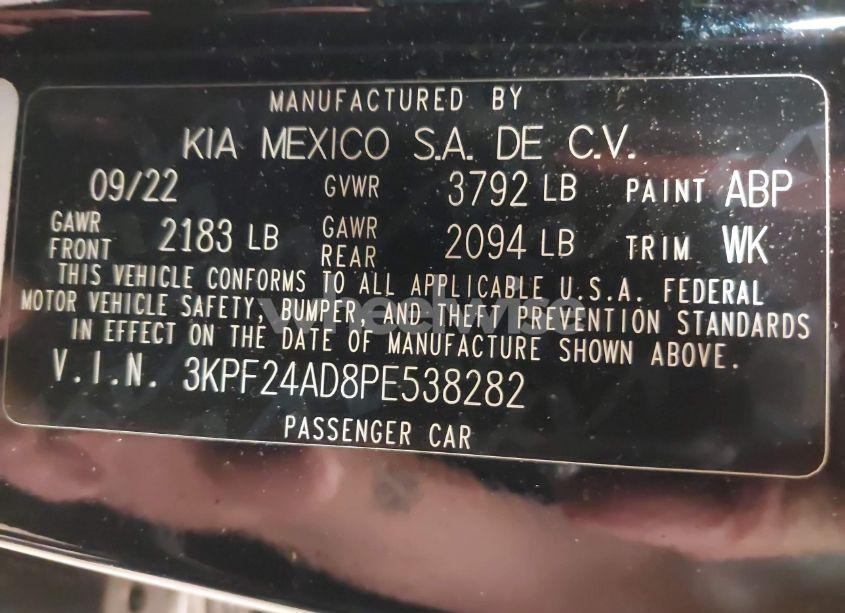 MANUFACTURED BY
KIA MEXICO S.A. DE C.V.
09/22 GVWR 3792 LB PAINT ABP
GAWR FRONT 2183 LB GAWR REAR 2094 LB TRIM WK
THIS VEHICLE CONFORMS TO ALL APPLICABLE U.S.A. FEDERAL
MOTOR VEHICLE SAFETY, BUMPER, AND THEFT PREVENTION STANDARDS
IN EFFECT ON THE DATE OF MANUFACTURE SHOWN ABOVE.
V.I.N. 3KPF24AD8PE538282
PASSENGER CAR
wheelwise